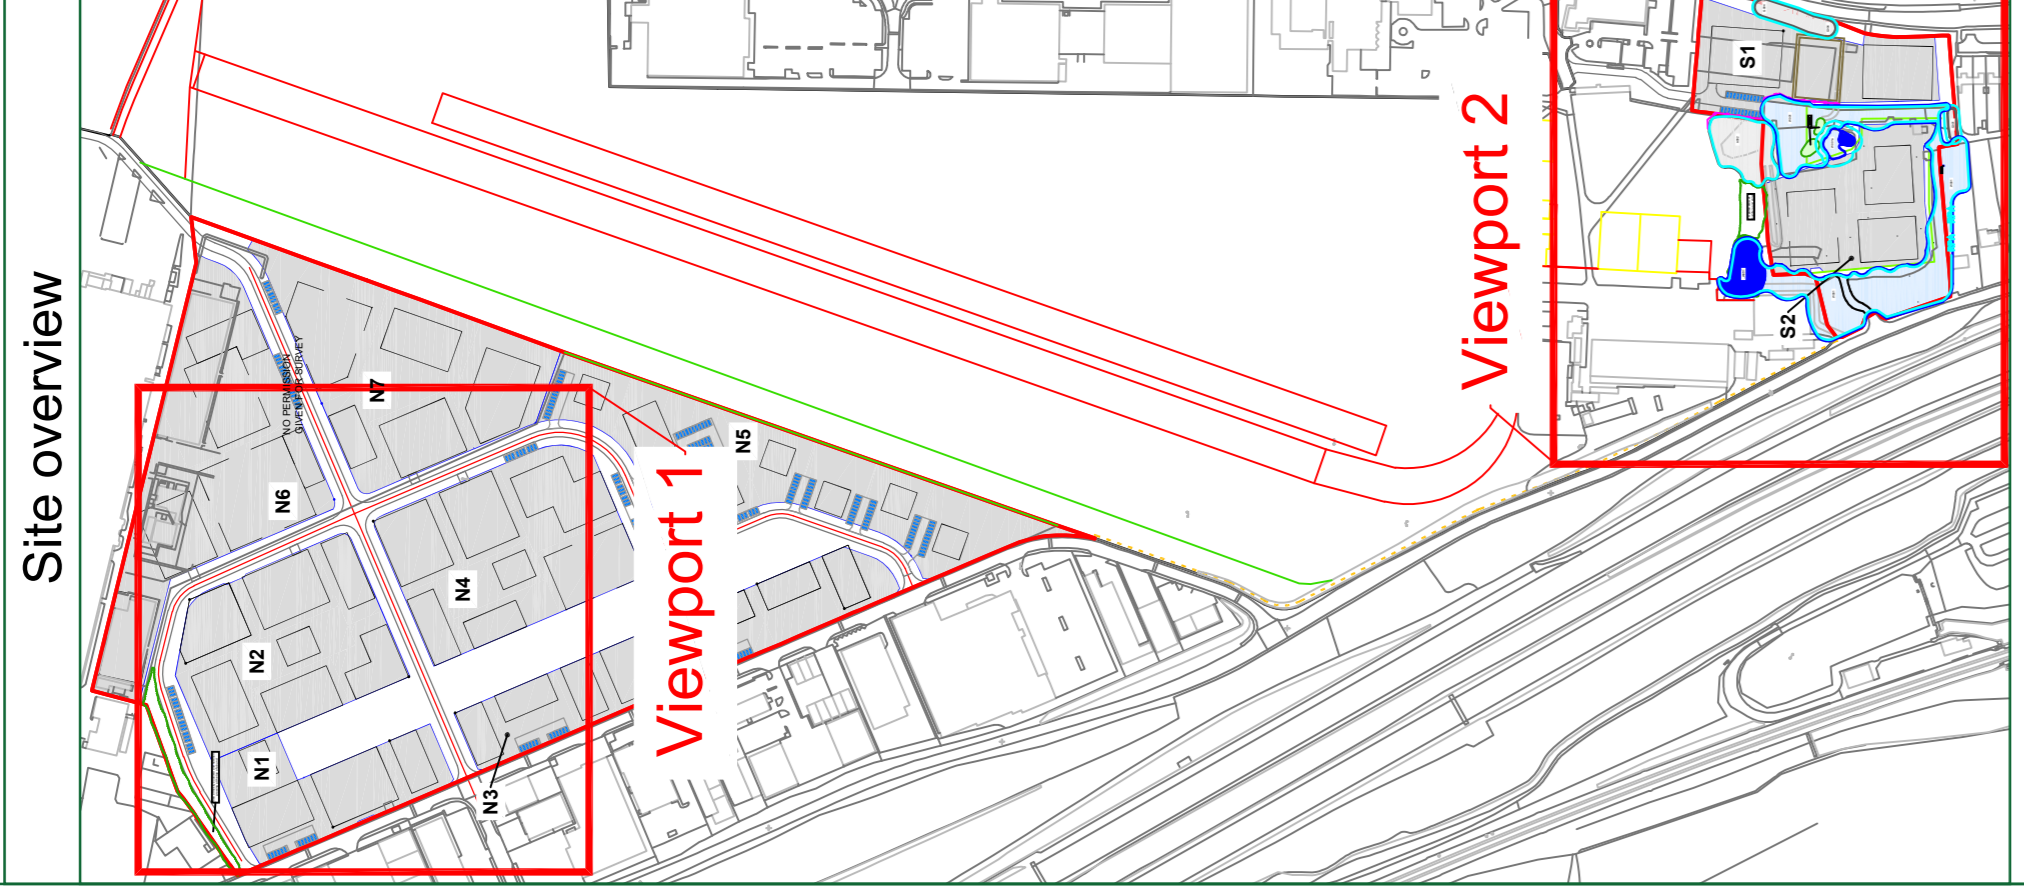 Site overview
Viewport 1
Viewport 2
NO PERMISSION
GIVEN FOR SURVEY
N7
N6
N5
N4
N2
N1
N3
S1
S2